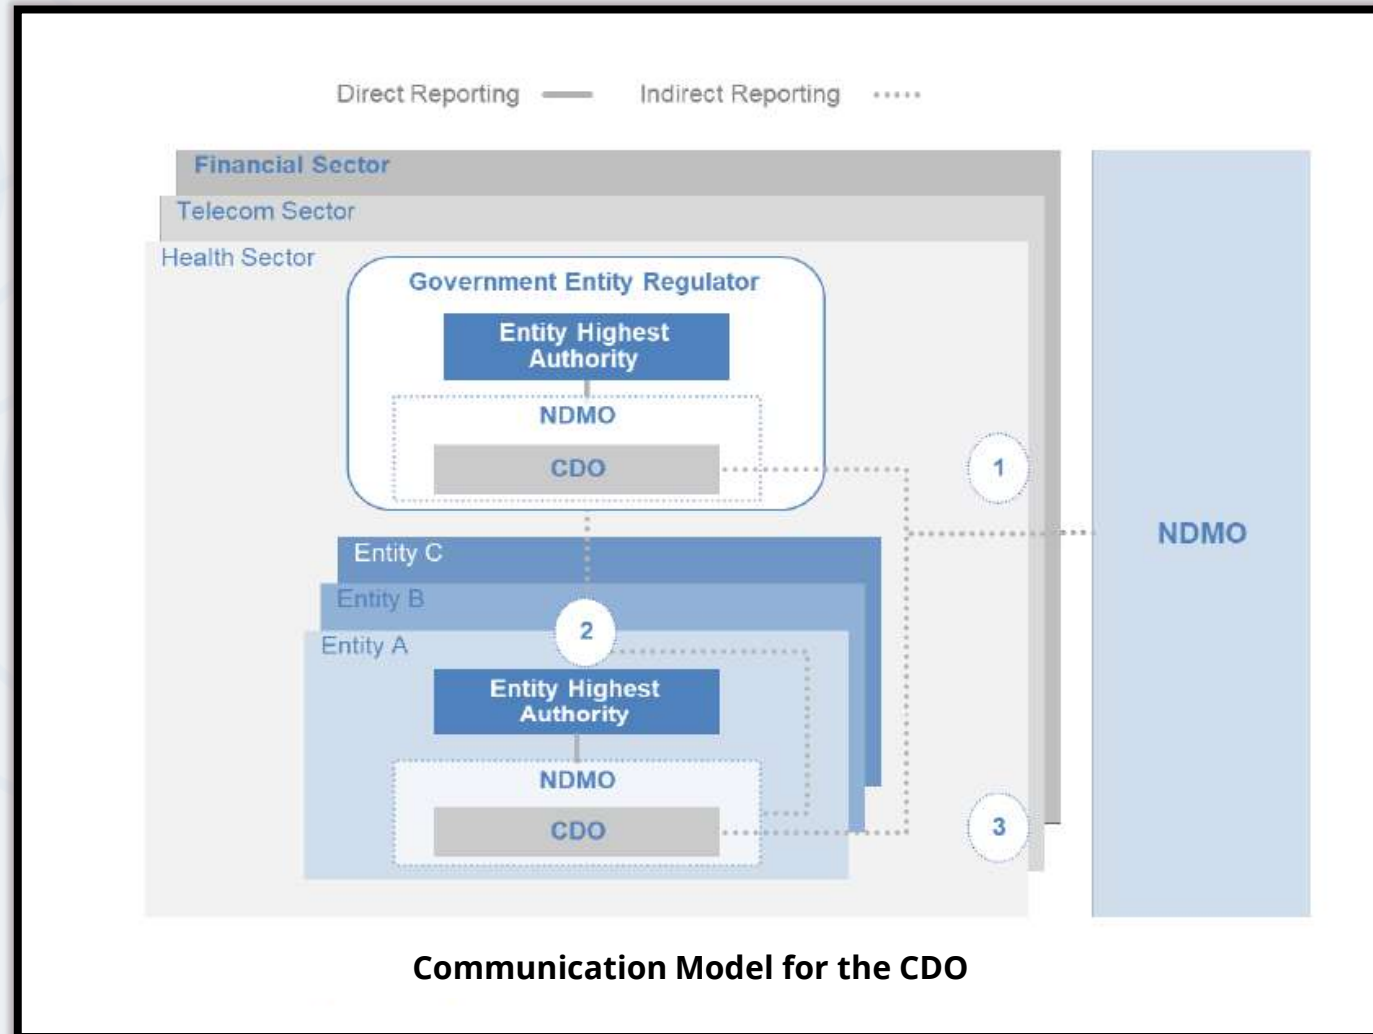 Direct Reporting
Indirect Reporting
Financial Sector
Telecom Sector
Health Sector
Government Entity Regulator
Entity Highest
Authority
NDMO
CDO
1
NDMO
Entity C
Entity B
2
Entity A
Entity Highest
Authority
NDMO
CDO
3
Communication Model for the CDO